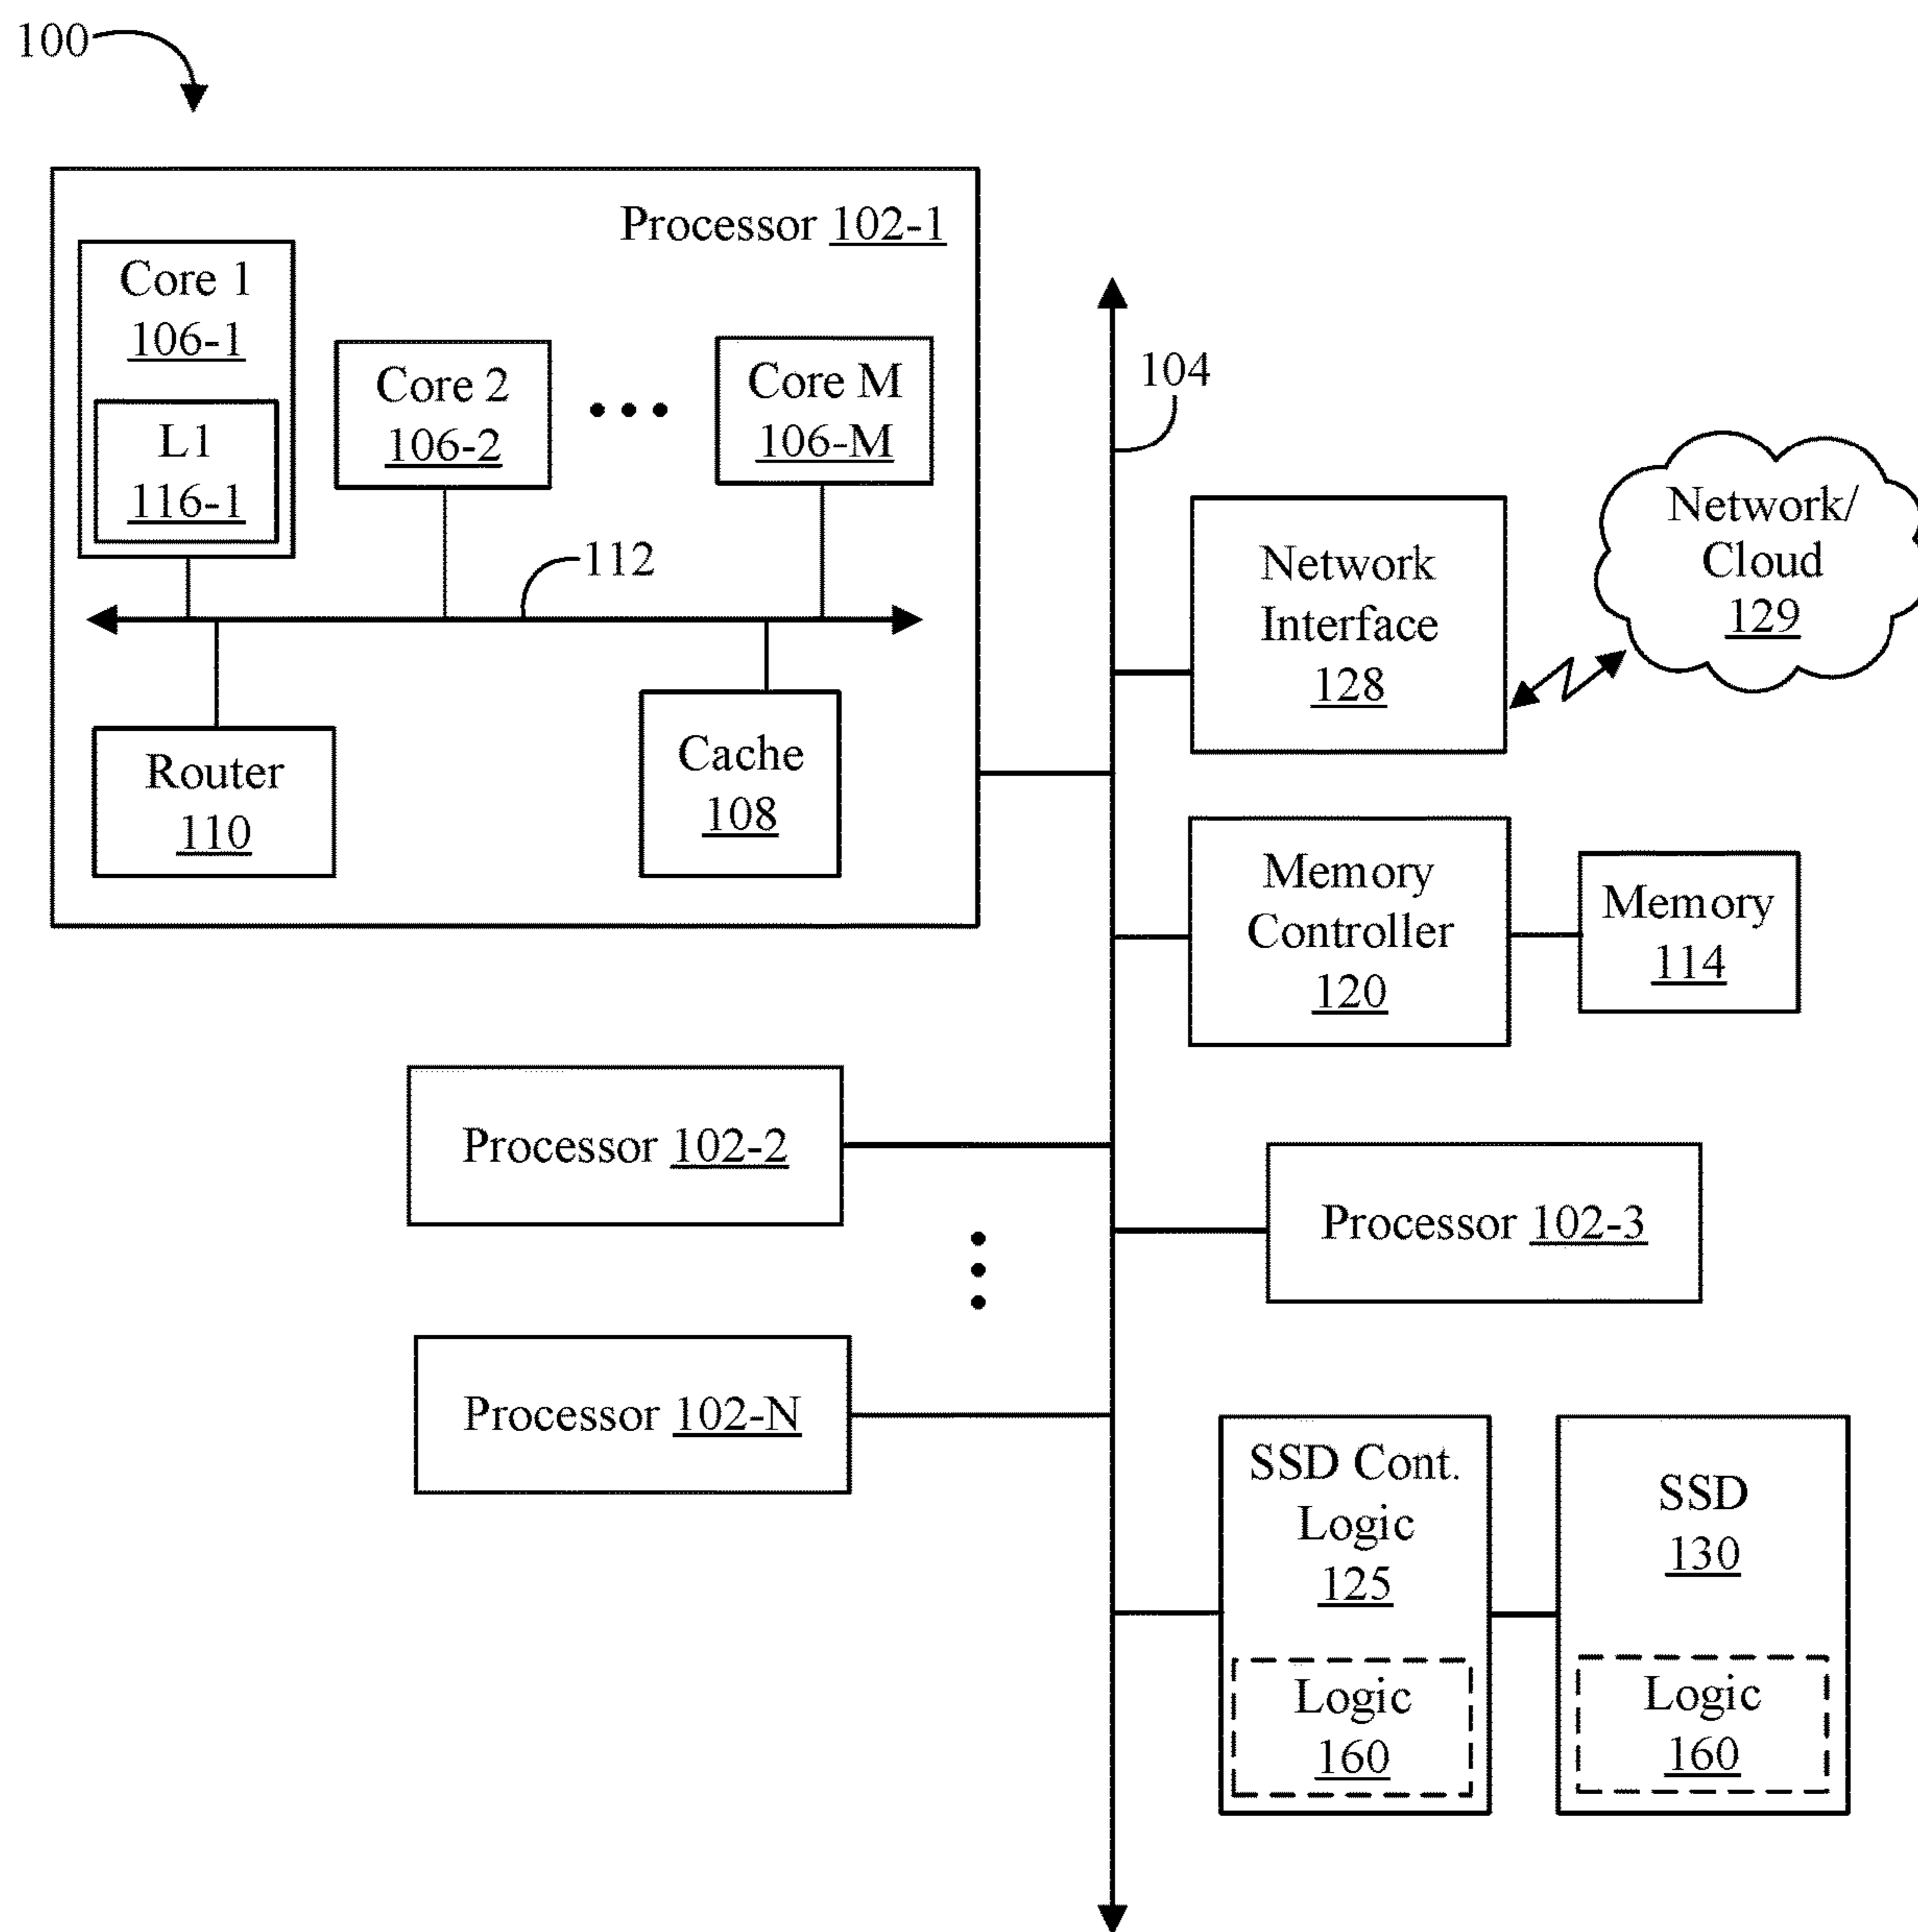 100
Processor 102-1
Core 1
106-1
L1
116-1
Core 2
106-2
Core M
106-M
112
Router
110
Cache
108
104
Network
Interface
128
Network/
Cloud
129
Memory
Controller
120
Memory
114
Processor 102-2
Processor 102-3
Processor 102-N
SSD Cont.
Logic
125
Logic
160
SSD
130
Logic
160